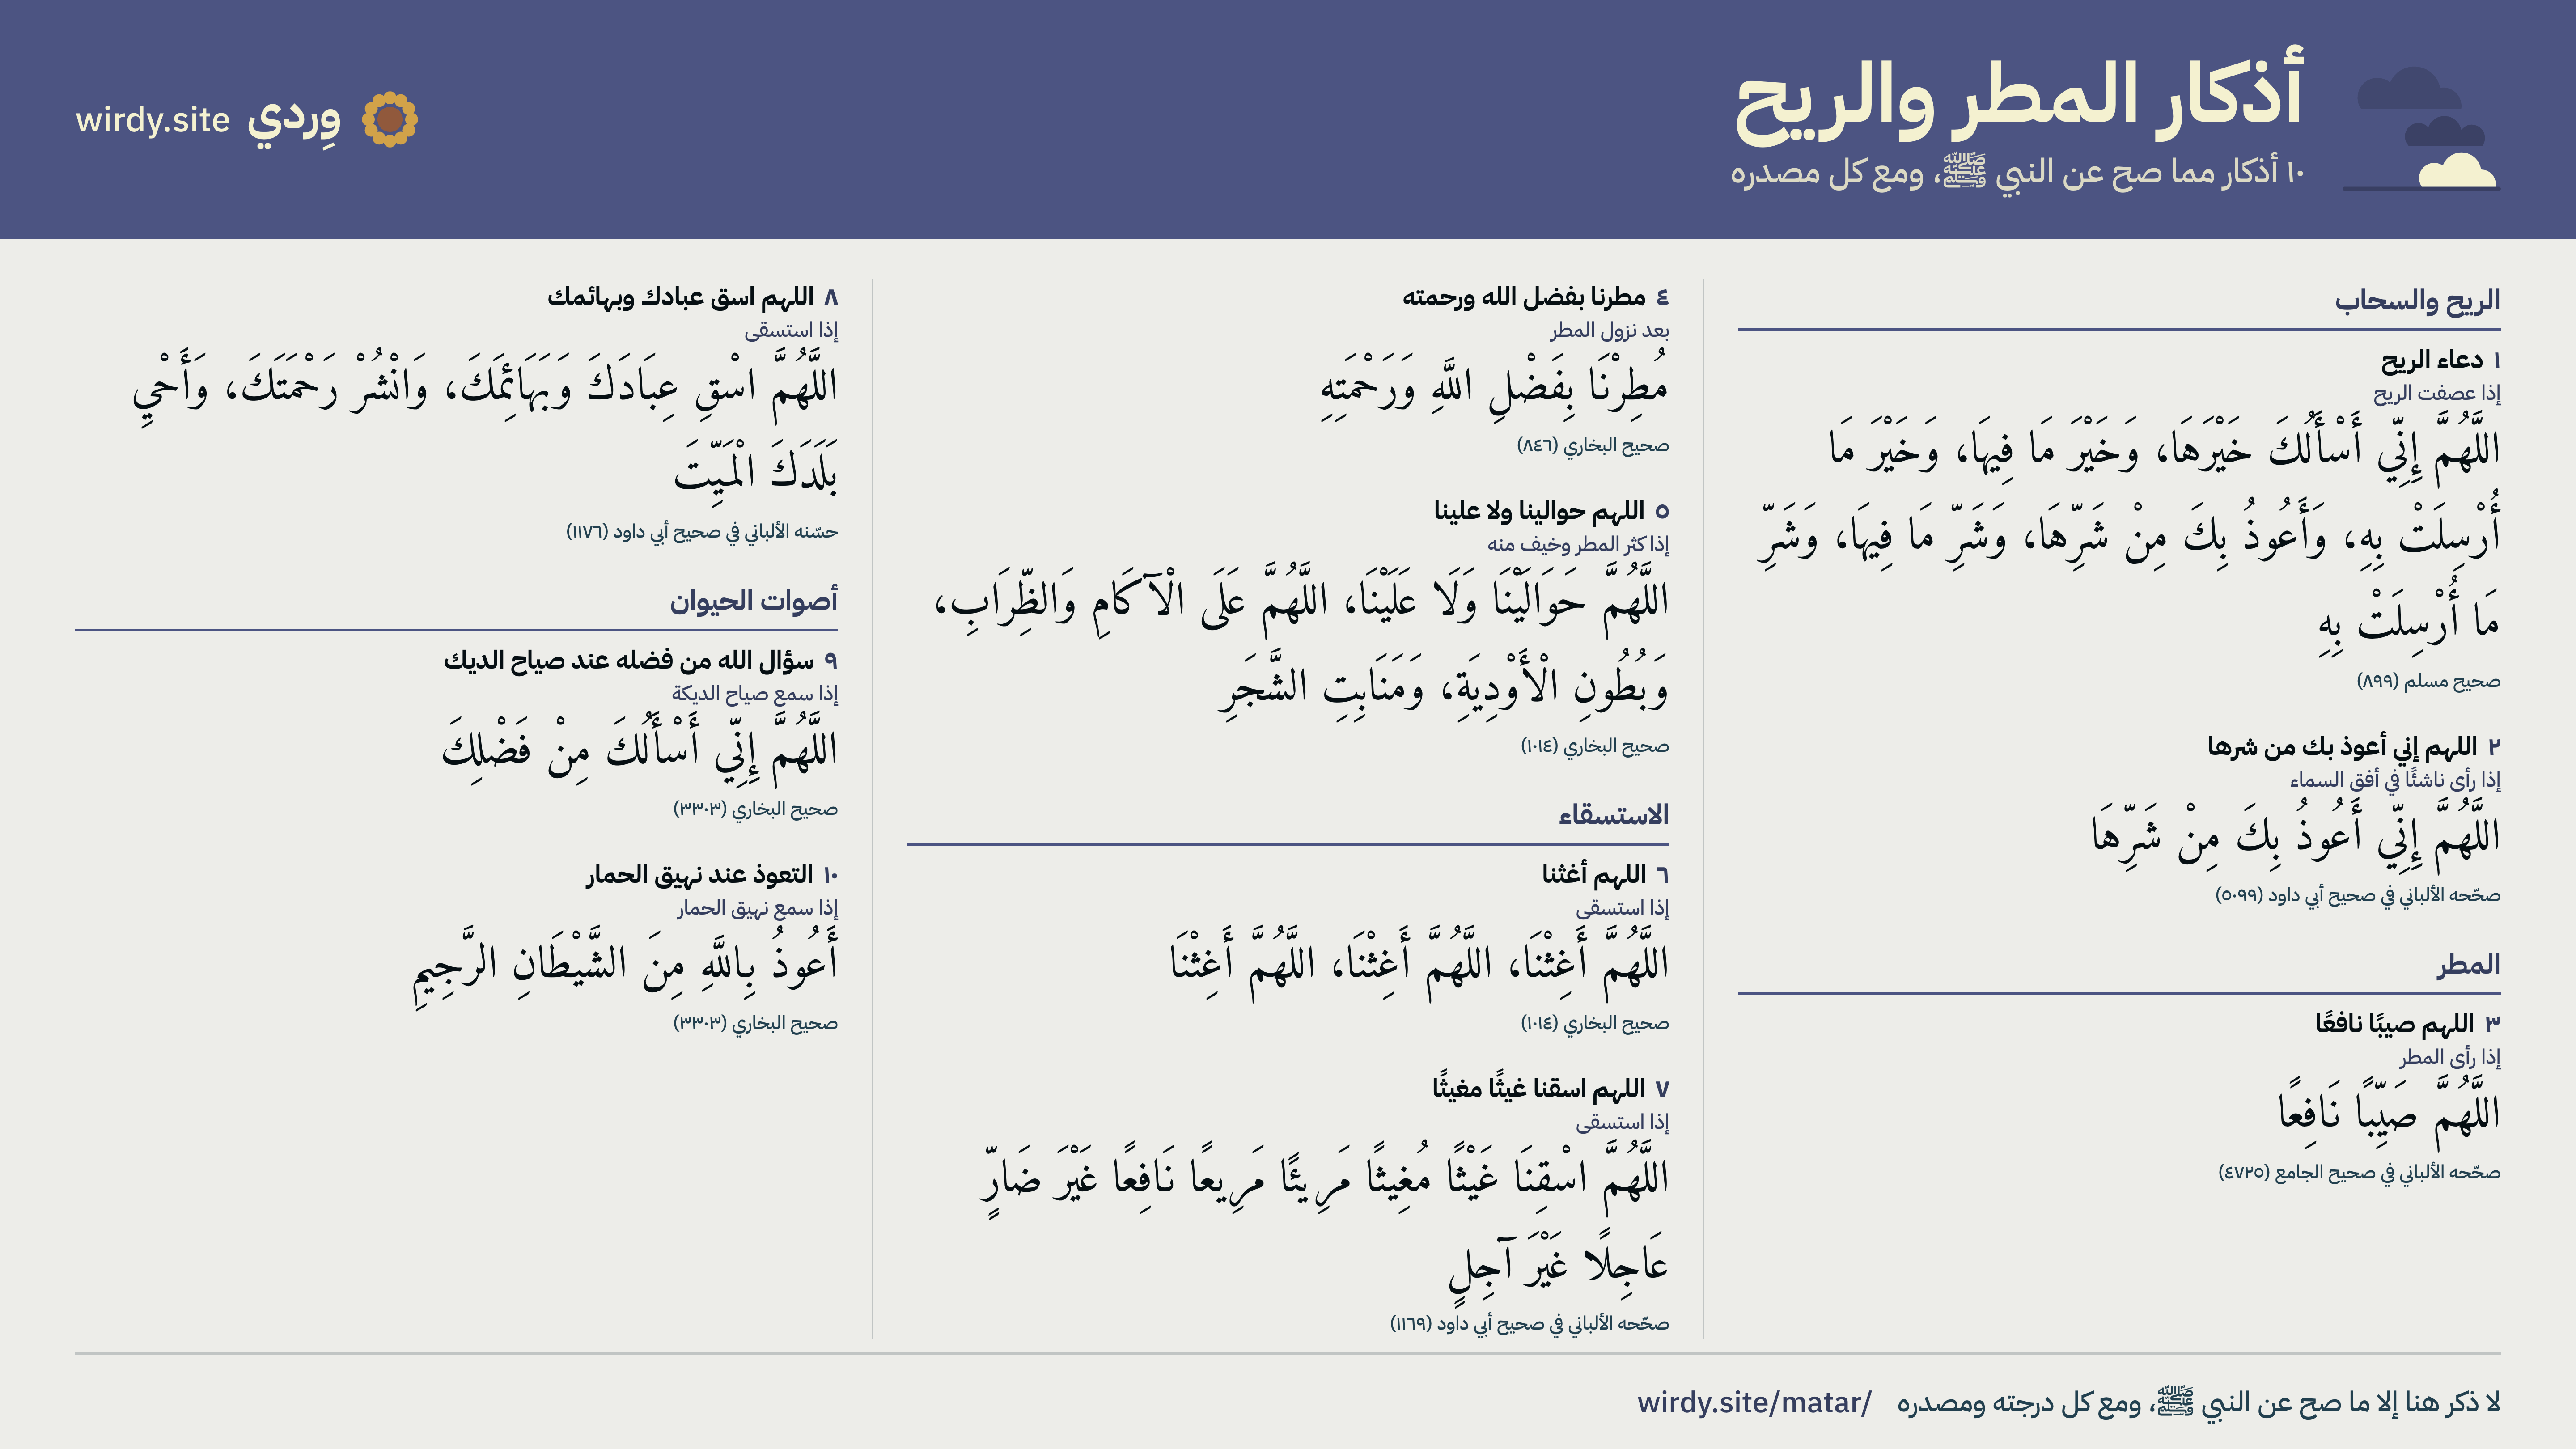 أذكار المطر والريح
١٠ أذكار مما صح عن النبي ﷺ، ومع كل مصدره
وِردي wirdy.site
الريح والسحاب
١ دعاء الريح
إذا عصفت الريح
اللَّهُمَّ إِنِّي أَسْأَلُكَ خَيْرَهَا، وَخَيْرَ مَا فِيهَا، وَخَيْرَ مَا
أُرْسِلَتْ بِهِ، وَأَعُوذُ بِكَ مِنْ شَرِّهَا، وَشَرِّ مَا فِيهَا، وَشَرِّ
مَا أُرْسِلَتْ بِهِ
صحيح مسلم (٨٩٩)
٢ اللهم إني أعوذ بك من شرها
إذا رأى ناشئًا في أفق السماء
اللَّهُمَّ إِنِّي أَعُوذُ بِكَ مِنْ شَرِّهَا
صحّحه الألباني في صحيح أبي داود (٥٠٩٩)
المطر
٣ اللهم صيبًا نافعًا
إذا رأى المطر
اللَّهُمَّ صَيِّبًا نَافِعًا
صحّحه الألباني في صحيح الجامع (٤٧٢٥)
٤ مطرنا بفضل الله ورحمته
بعد نزول المطر
مُطِرْنَا بِفَضْلِ اللَّهِ وَرَحْمَتِهِ
صحيح البخاري (٨٤٦)
٥ اللهم حوالينا ولا علينا
إذا كثر المطر وخيف منه
اللَّهُمَّ حَوَالَيْنَا وَلَا عَلَيْنَا، اللَّهُمَّ عَلَى الْآكَامِ وَالظِّرَابِ،
وَبُطُونِ الْأَوْدِيَةِ، وَمَنَابِتِ الشَّجَرِ
صحيح البخاري (١٠١٤)
الاستسقاء
٦ اللهم أغثنا
إذا استسقى
اللَّهُمَّ أَغِثْنَا، اللَّهُمَّ أَغِثْنَا، اللَّهُمَّ أَغِثْنَا
صحيح البخاري (١٠١٤)
٧ اللهم اسقنا غيثًا مغيثًا
إذا استسقى
اللَّهُمَّ اسْقِنَا غَيْثًا مُغِيثًا مَرِيئًا مَرِيعًا نَافِعًا غَيْرَ ضَارٍّ
عَاجِلًا غَيْرَ آجِلٍ
صحّحه الألباني في صحيح أبي داود (١١٦٩)
٨ اللهم اسق عبادك وبهائمك
إذا استسقى
اللَّهُمَّ اسْقِ عِبَادَكَ وَبَهَائِمَكَ، وَانْشُرْ رَحْمَتَكَ، وَأَحْيِ
بَلَدَكَ الْمَيِّتَ
حسّنه الألباني في صحيح أبي داود (١١٧٦)
أصوات الحيوان
٩ سؤال الله من فضله عند صياح الديك
إذا سمع صياح الديكة
اللَّهُمَّ إِنِّي أَسْأَلُكَ مِنْ فَضْلِكَ
صحيح البخاري (٣٣٠٣)
١٠ التعوذ عند نهيق الحمار
إذا سمع نهيق الحمار
أَعُوذُ بِاللَّهِ مِنَ الشَّيْطَانِ الرَّجِيمِ
صحيح البخاري (٣٣٠٣)
لا ذكر هنا إلا ما صح عن النبي ﷺ، ومع كل درجته ومصدره wirdy.site/matar/